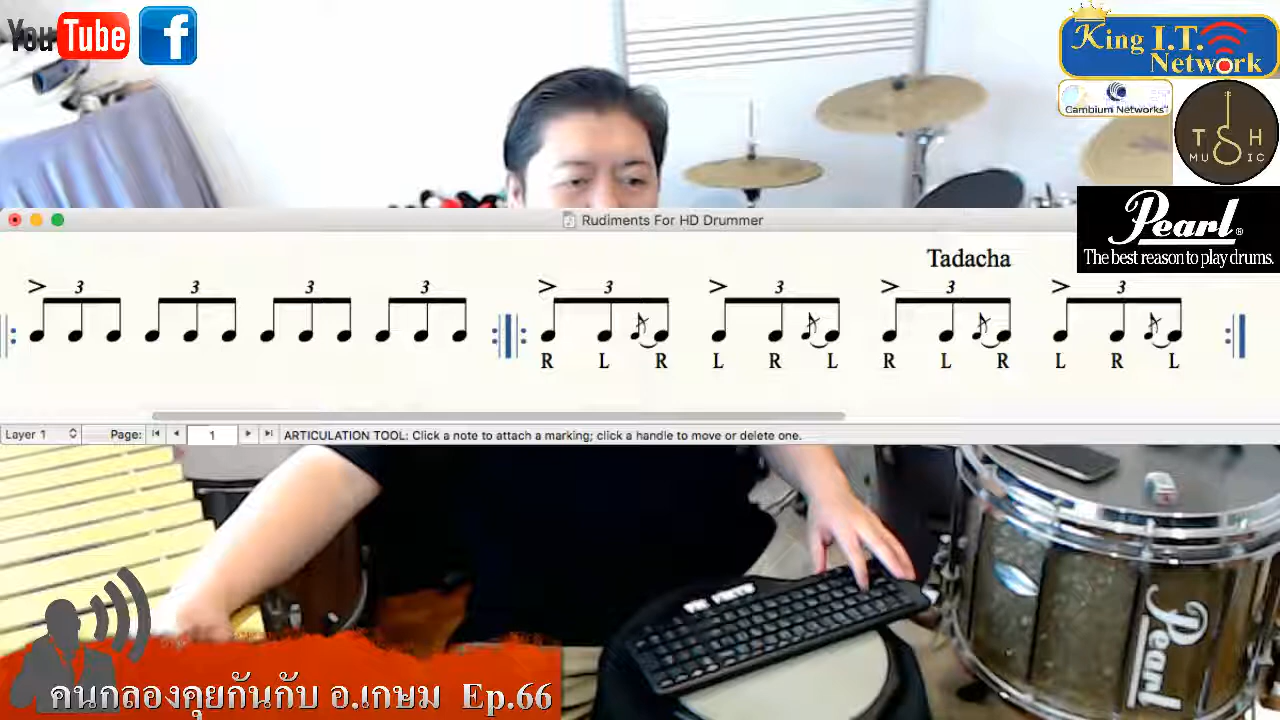 YouTube
f
King I.T.
Network
Cambium Networks™
T S H
MUSIC
Pearl®
The best reason to play drums.
Rudiments For HD Drummer
Tadacha
> 3 3 3 3 > 3 > 3 > 3 > 3
R L R L R L R L R L R L
Layer 1 Page: 1 ARTICULATION TOOL: Click a note to attach a marking; click a handle to move or delete one.
Pearl
คนกลองคุยกันกับ อ.เกษม Ep.66